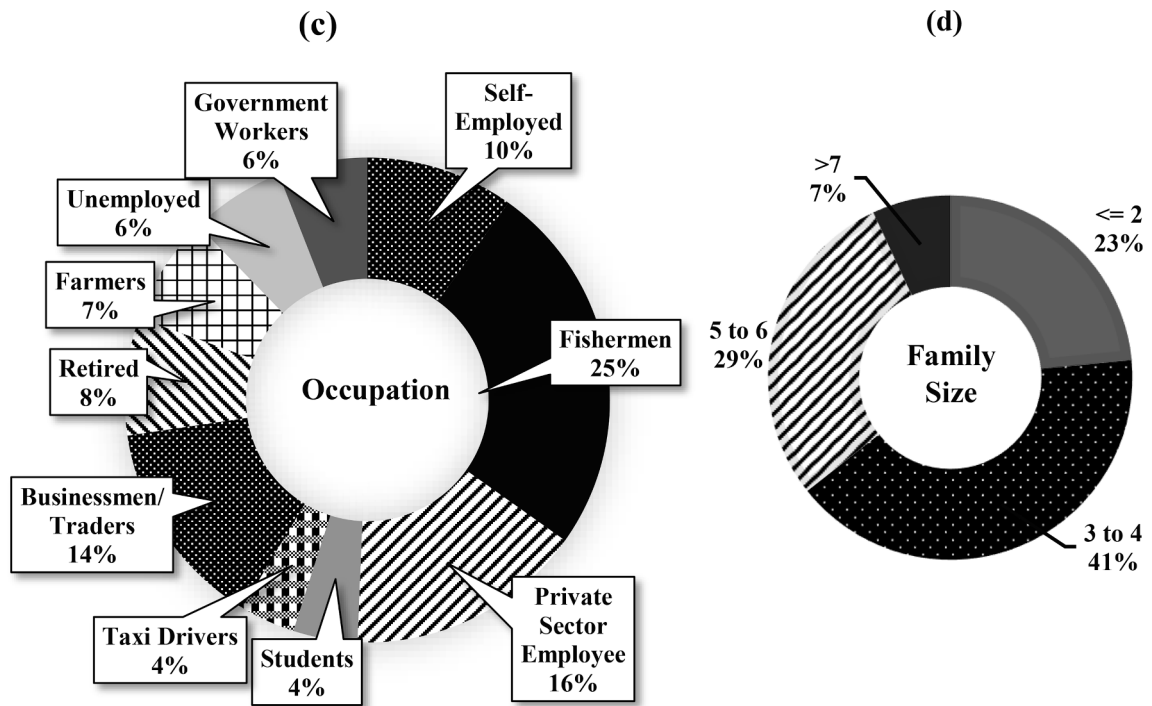 (c)
Government
Workers
6%
Self-
Employed
10%
Unemployed
6%
Farmers
7%
Retired
8%
Fishermen
25%
Occupation
Businessmen/
Traders
14%
Taxi Drivers
4%
Students
4%
Private
Sector
Employee
16%
(d)
>7
7%
<= 2
23%
5 to 6
29%
Family
Size
3 to 4
41%